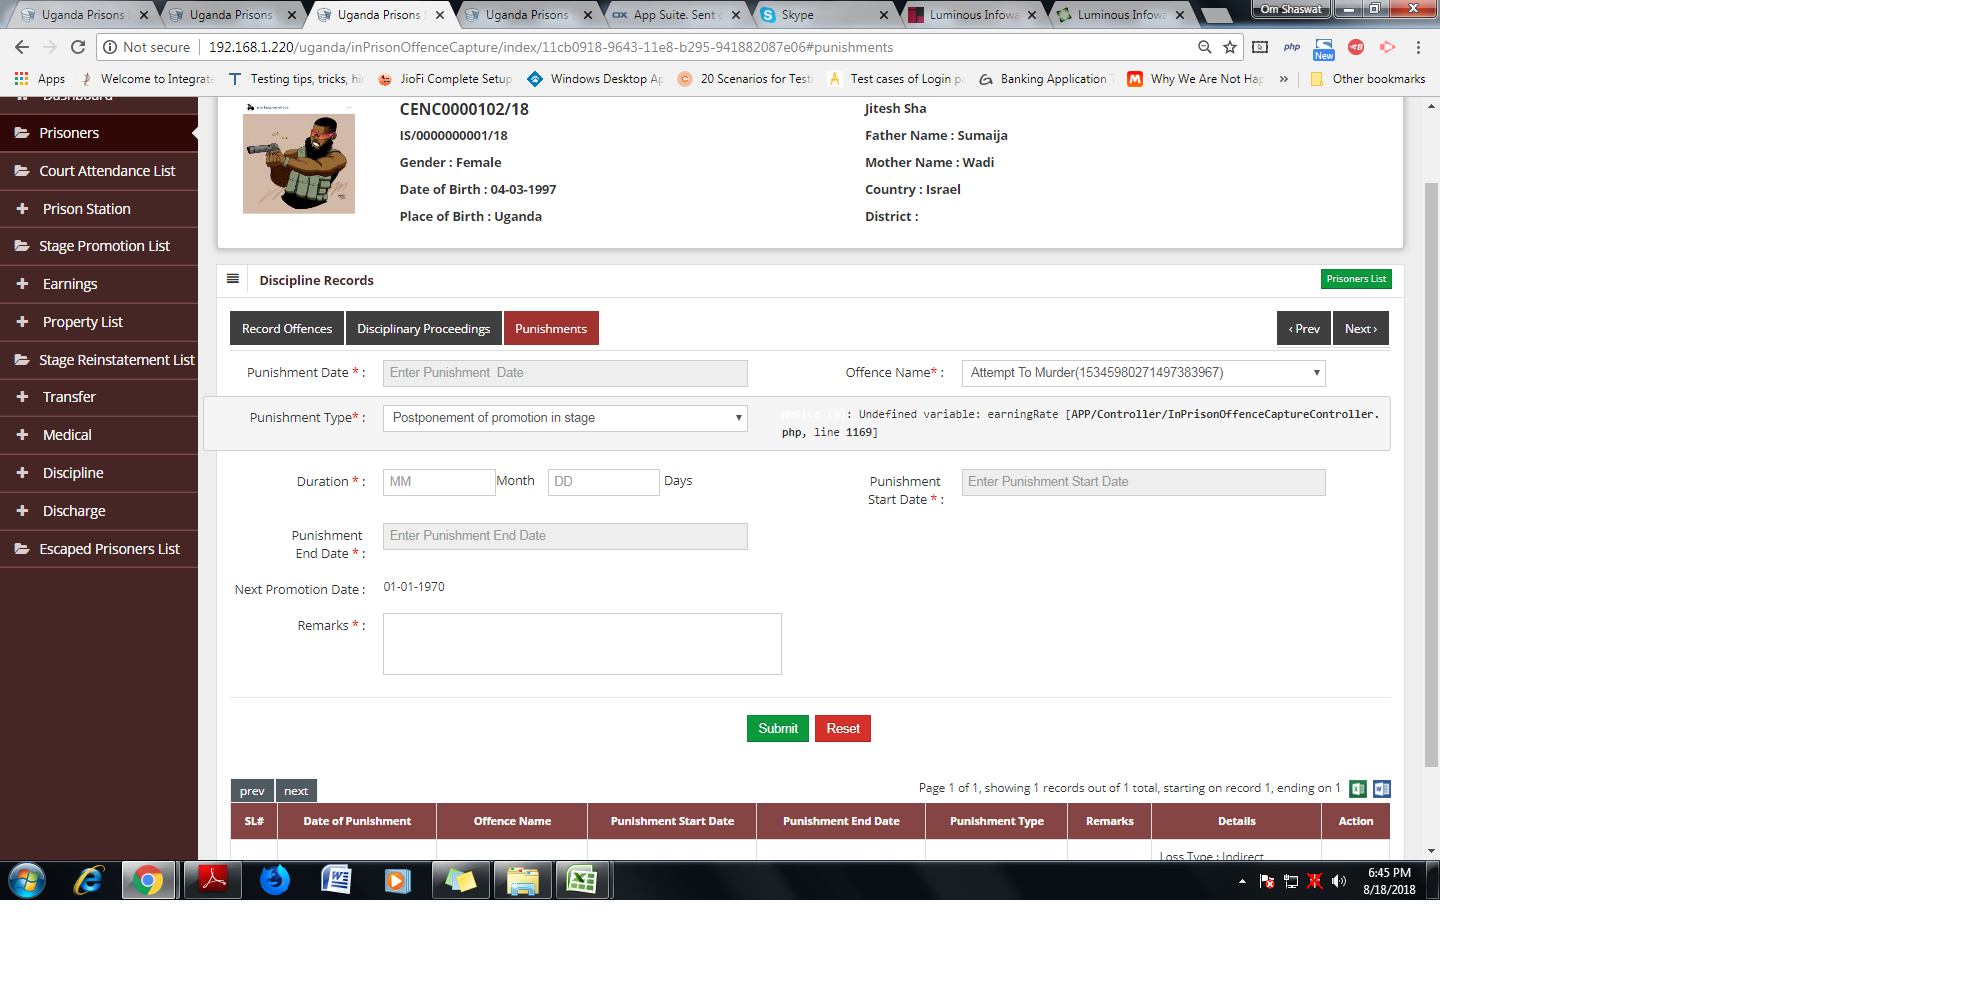 Uganda Prisons
Uganda Prisons
Uganda Prisons
Uganda Prisons
App Suite. Sent
Skype
Luminous Infowa
Luminous Infowa
Om Shaswat
Not secure
192.168.1.220/uganda/inPrisonOffenceCapture/index/11cb0918-9643-11e8-b295-941882087e06#punishments
php
New
Apps
Welcome to Integrat
Testing tips, tricks, hi
JioFi Complete Setup
Windows Desktop Ap
20 Scenarios for Testi
Test cases of Login p
Banking Application
Why We Are Not Hap
»
Other bookmarks
Dashboard
Prisoners
Court Attendance List
Prison Station
Stage Promotion List
Earnings
Property List
Stage Reinstatement List
Transfer
Medical
Discipline
Discharge
Escaped Prisoners List
CENC0000102/18
IS/0000000001/18
Gender : Female
Date of Birth : 04-03-1997
Place of Birth : Uganda
Jitesh Sha
Father Name : Sumaija
Mother Name : Wadi
Country : Israel
District :
Discipline Records
Prisoners List
Record Offences
Disciplinary Proceedings
Punishments
‹ Prev
Next ›
Punishment Date * :
Enter Punishment Date
Offence Name* :
Attempt To Murder(15345980271497383967)
Punishment Type* :
Postponement of promotion in stage
Notice (8): Undefined variable: earningRate [APP/Controller/InPrisonOffenceCaptureController.
php, line 1169]
Duration * :
MM
Month
DD
Days
Punishment
Start Date * :
Enter Punishment Start Date
Punishment
End Date * :
Enter Punishment End Date
Next Promotion Date :
01-01-1970
Remarks * :
Submit
Reset
prev
next
Page 1 of 1, showing 1 records out of 1 total, starting on record 1, ending on 1
SL#
Date of Punishment
Offence Name
Punishment Start Date
Punishment End Date
Punishment Type
Remarks
Details
Action
Loss Type : Indirect
6:45 PM
8/18/2018